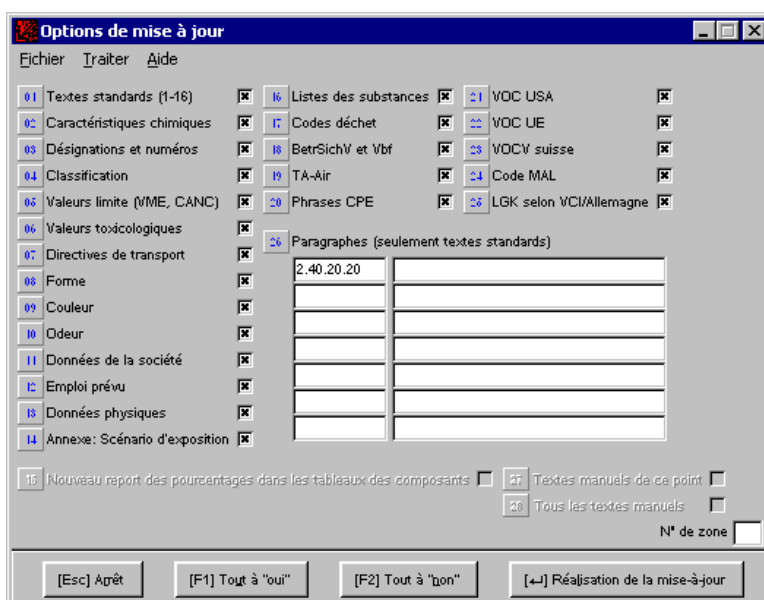 Options de mise à jour
Fichier Traiter Aide
01 Textes standards (1-16)
02 Caractéristiques chimiques
03 Désignations et numéros
04 Classification
05 Valeurs limite (VME, CANC)
06 Valeurs toxicologiques
07 Directives de transport
08 Forme
09 Couleur
10 Odeur
11 Données de la société
12 Emploi prévu
13 Données physiques
14 Annexe: Scénario d'exposition
16 Listes des substances
17 Codes déchet
18 BetrSichV et Vbf
19 TA-Air
20 Phrases CPE
21 VOC USA
22 VOC UE
23 VOCV suisse
24 Code MAL
25 LGK selon VCI/Allemagne
26 Paragraphes (seulement textes standards)
2.40.20.20
15 Nouveau report des pourcentages dans les tableaux des composants
27 Textes manuels de ce point
28 Tous les textes manuels
N° de zone
[Esc] Arrêt [F1] Tout à "oui" [F2] Tout à "non" [↵] Réalisation de la mise-à-jour